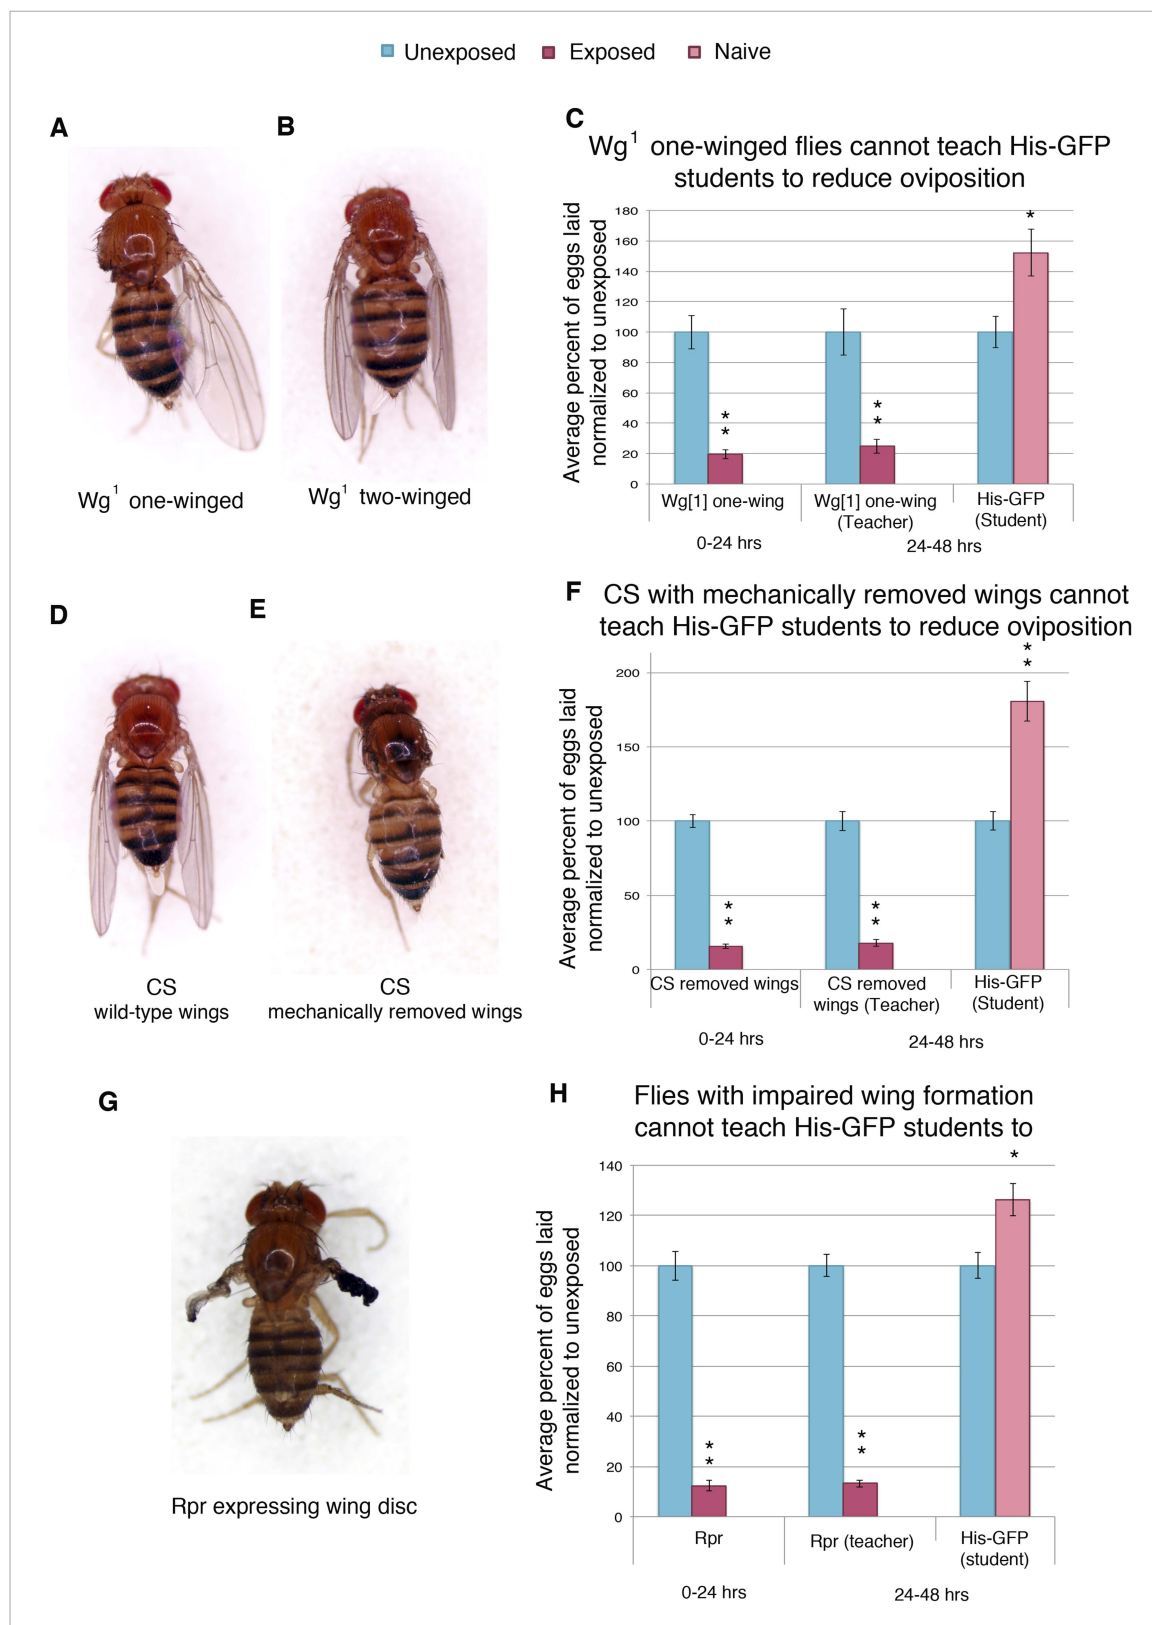 Unexposed Exposed Naive
A
B
Wg1 one-winged
Wg1 two-winged
C
Wg1 one-winged flies cannot teach His-GFP
students to reduce oviposition
Average percent of eggs laid
normalized to unexposed
180
160
140
120
100
80
60
40
20
0
*
* *
* *
Wg[1] one-wing
Wg[1] one-wing
(Teacher)
His-GFP
(Student)
0-24 hrs
24-48 hrs
D
E
CS
wild-type wings
CS
mechanically removed wings
F
CS with mechanically removed wings cannot
teach His-GFP students to reduce oviposition
Average percent of eggs laid
normalized to unexposed
200
150
100
50
0
* *
* *
* *
CS removed wings
CS removed
wings (Teacher)
His-GFP
(Student)
0-24 hrs
24-48 hrs
G
Rpr expressing wing disc
H
Flies with impaired wing formation
cannot teach His-GFP students to
Average percent of eggs laid
normalized to unexposed
140
120
100
80
60
40
20
0
*
* *
* *
Rpr
Rpr (teacher)
His-GFP
(student)
0-24 hrs
24-48 hrs